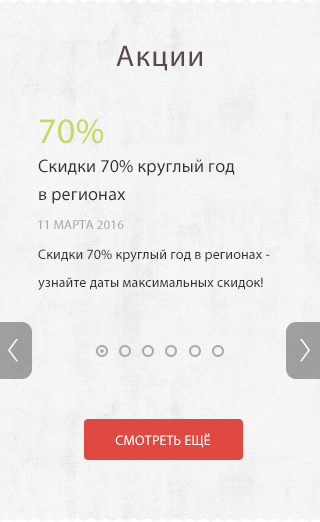 Акции
70%
Скидки 70% круглый год
в регионах
11 МАРТА 2016
Скидки 70% круглый год в регионах -
узнайте даты максимальных скидок!
СМОТРЕТЬ ЕЩЁ